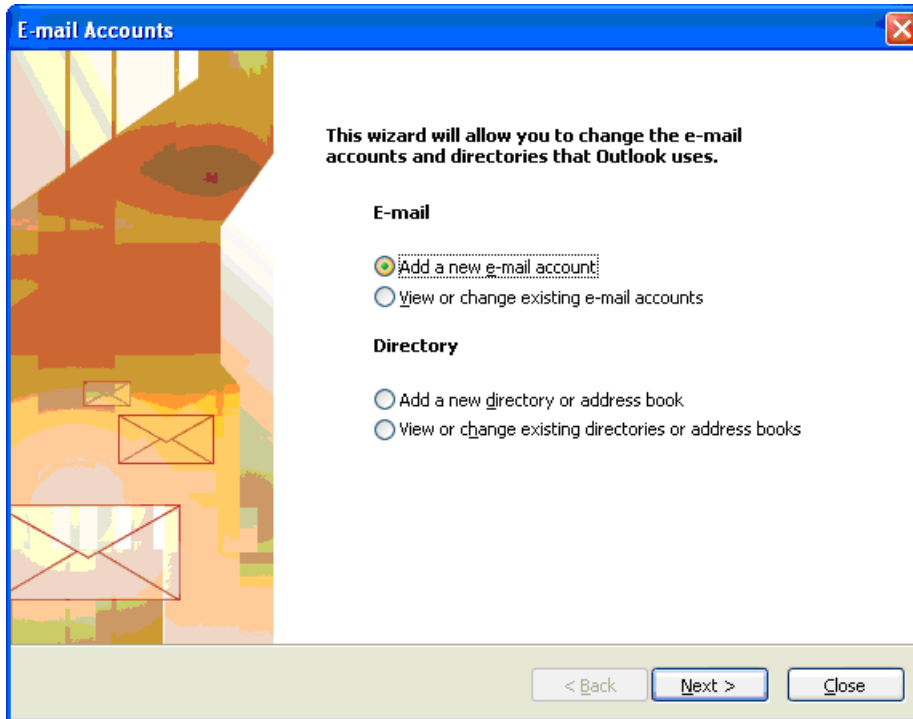 E-mail Accounts
This wizard will allow you to change the e-mail
accounts and directories that Outlook uses.
E-mail
Add a new e-mail account
View or change existing e-mail accounts
Directory
Add a new directory or address book
View or change existing directories or address books
< Back
Next >
Close